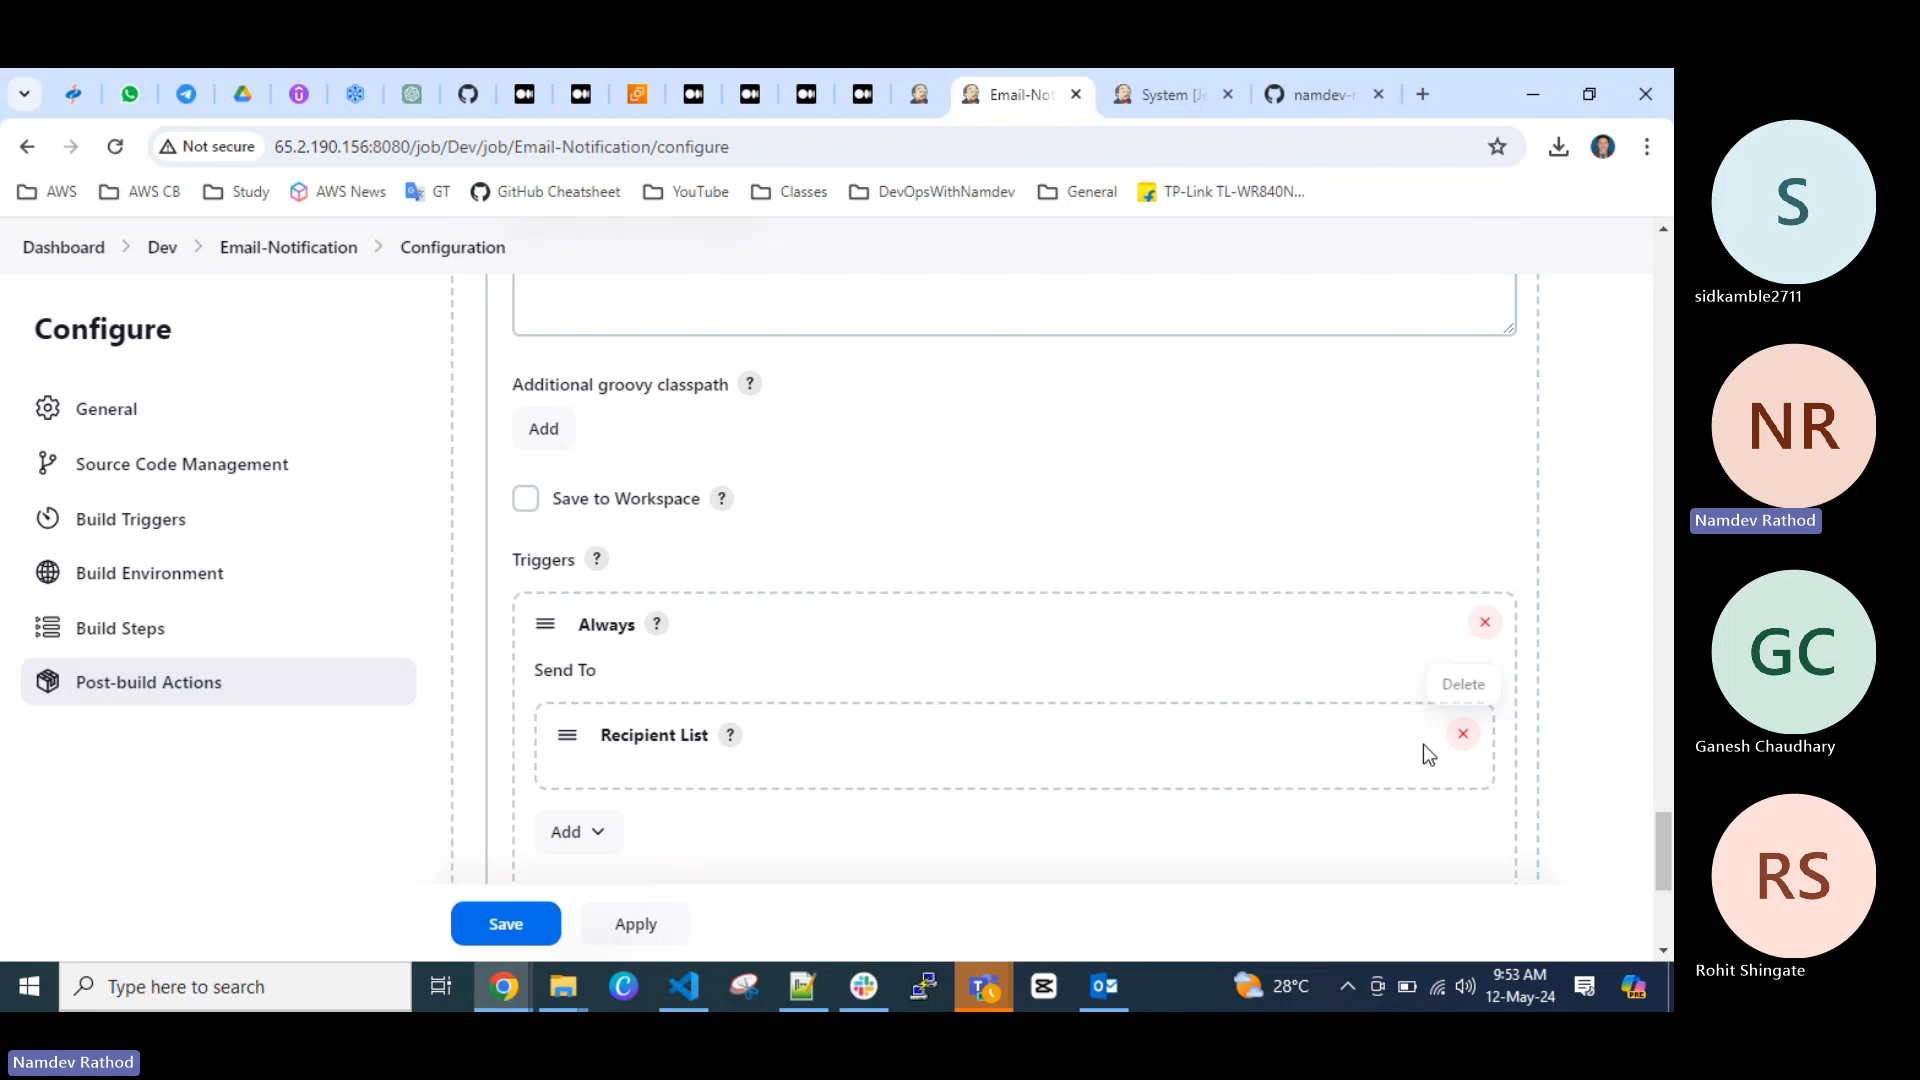 Email-No
System [Je
namdev-r
Not secure
65.2.190.156:8080/job/Dev/job/Email-Notification/configure
AWS
AWS CB
Study
AWS News
GT
GitHub Cheatsheet
YouTube
Classes
DevOpsWithNamdev
General
TP-Link TL-WR840N...
Dashboard
Dev
Email-Notification
Configuration
Configure
General
Source Code Management
Build Triggers
Build Environment
Build Steps
Post-build Actions
Additional groovy classpath ?
Add
Save to Workspace ?
Triggers ?
Always ?
Send To
Delete
Recipient List ?
Add
Save
Apply
Type here to search
28°C
9:53 AM
12-May-24
S
sidkamble2711
NR
Namdev Rathod
GC
Ganesh Chaudhary
RS
Rohit Shingate
Namdev Rathod